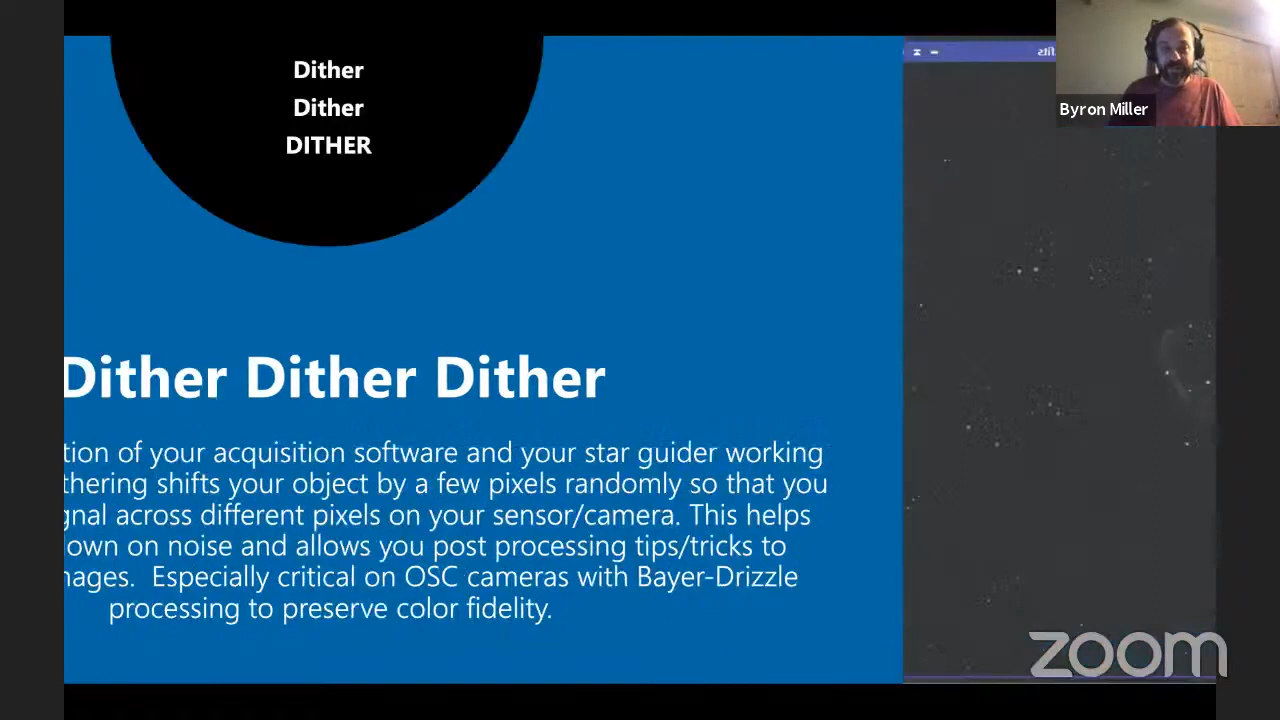 Dither
Dither
DITHER
Byron Miller
Dither Dither Dither
tion of your acquisition software and your star guider working
thering shifts your object by a few pixels randomly so that you
gnal across different pixels on your sensor/camera. This helps
own on noise and allows you post processing tips/tricks to
nages. Especially critical on OSC cameras with Bayer-Drizzle
processing to preserve color fidelity.
zoom